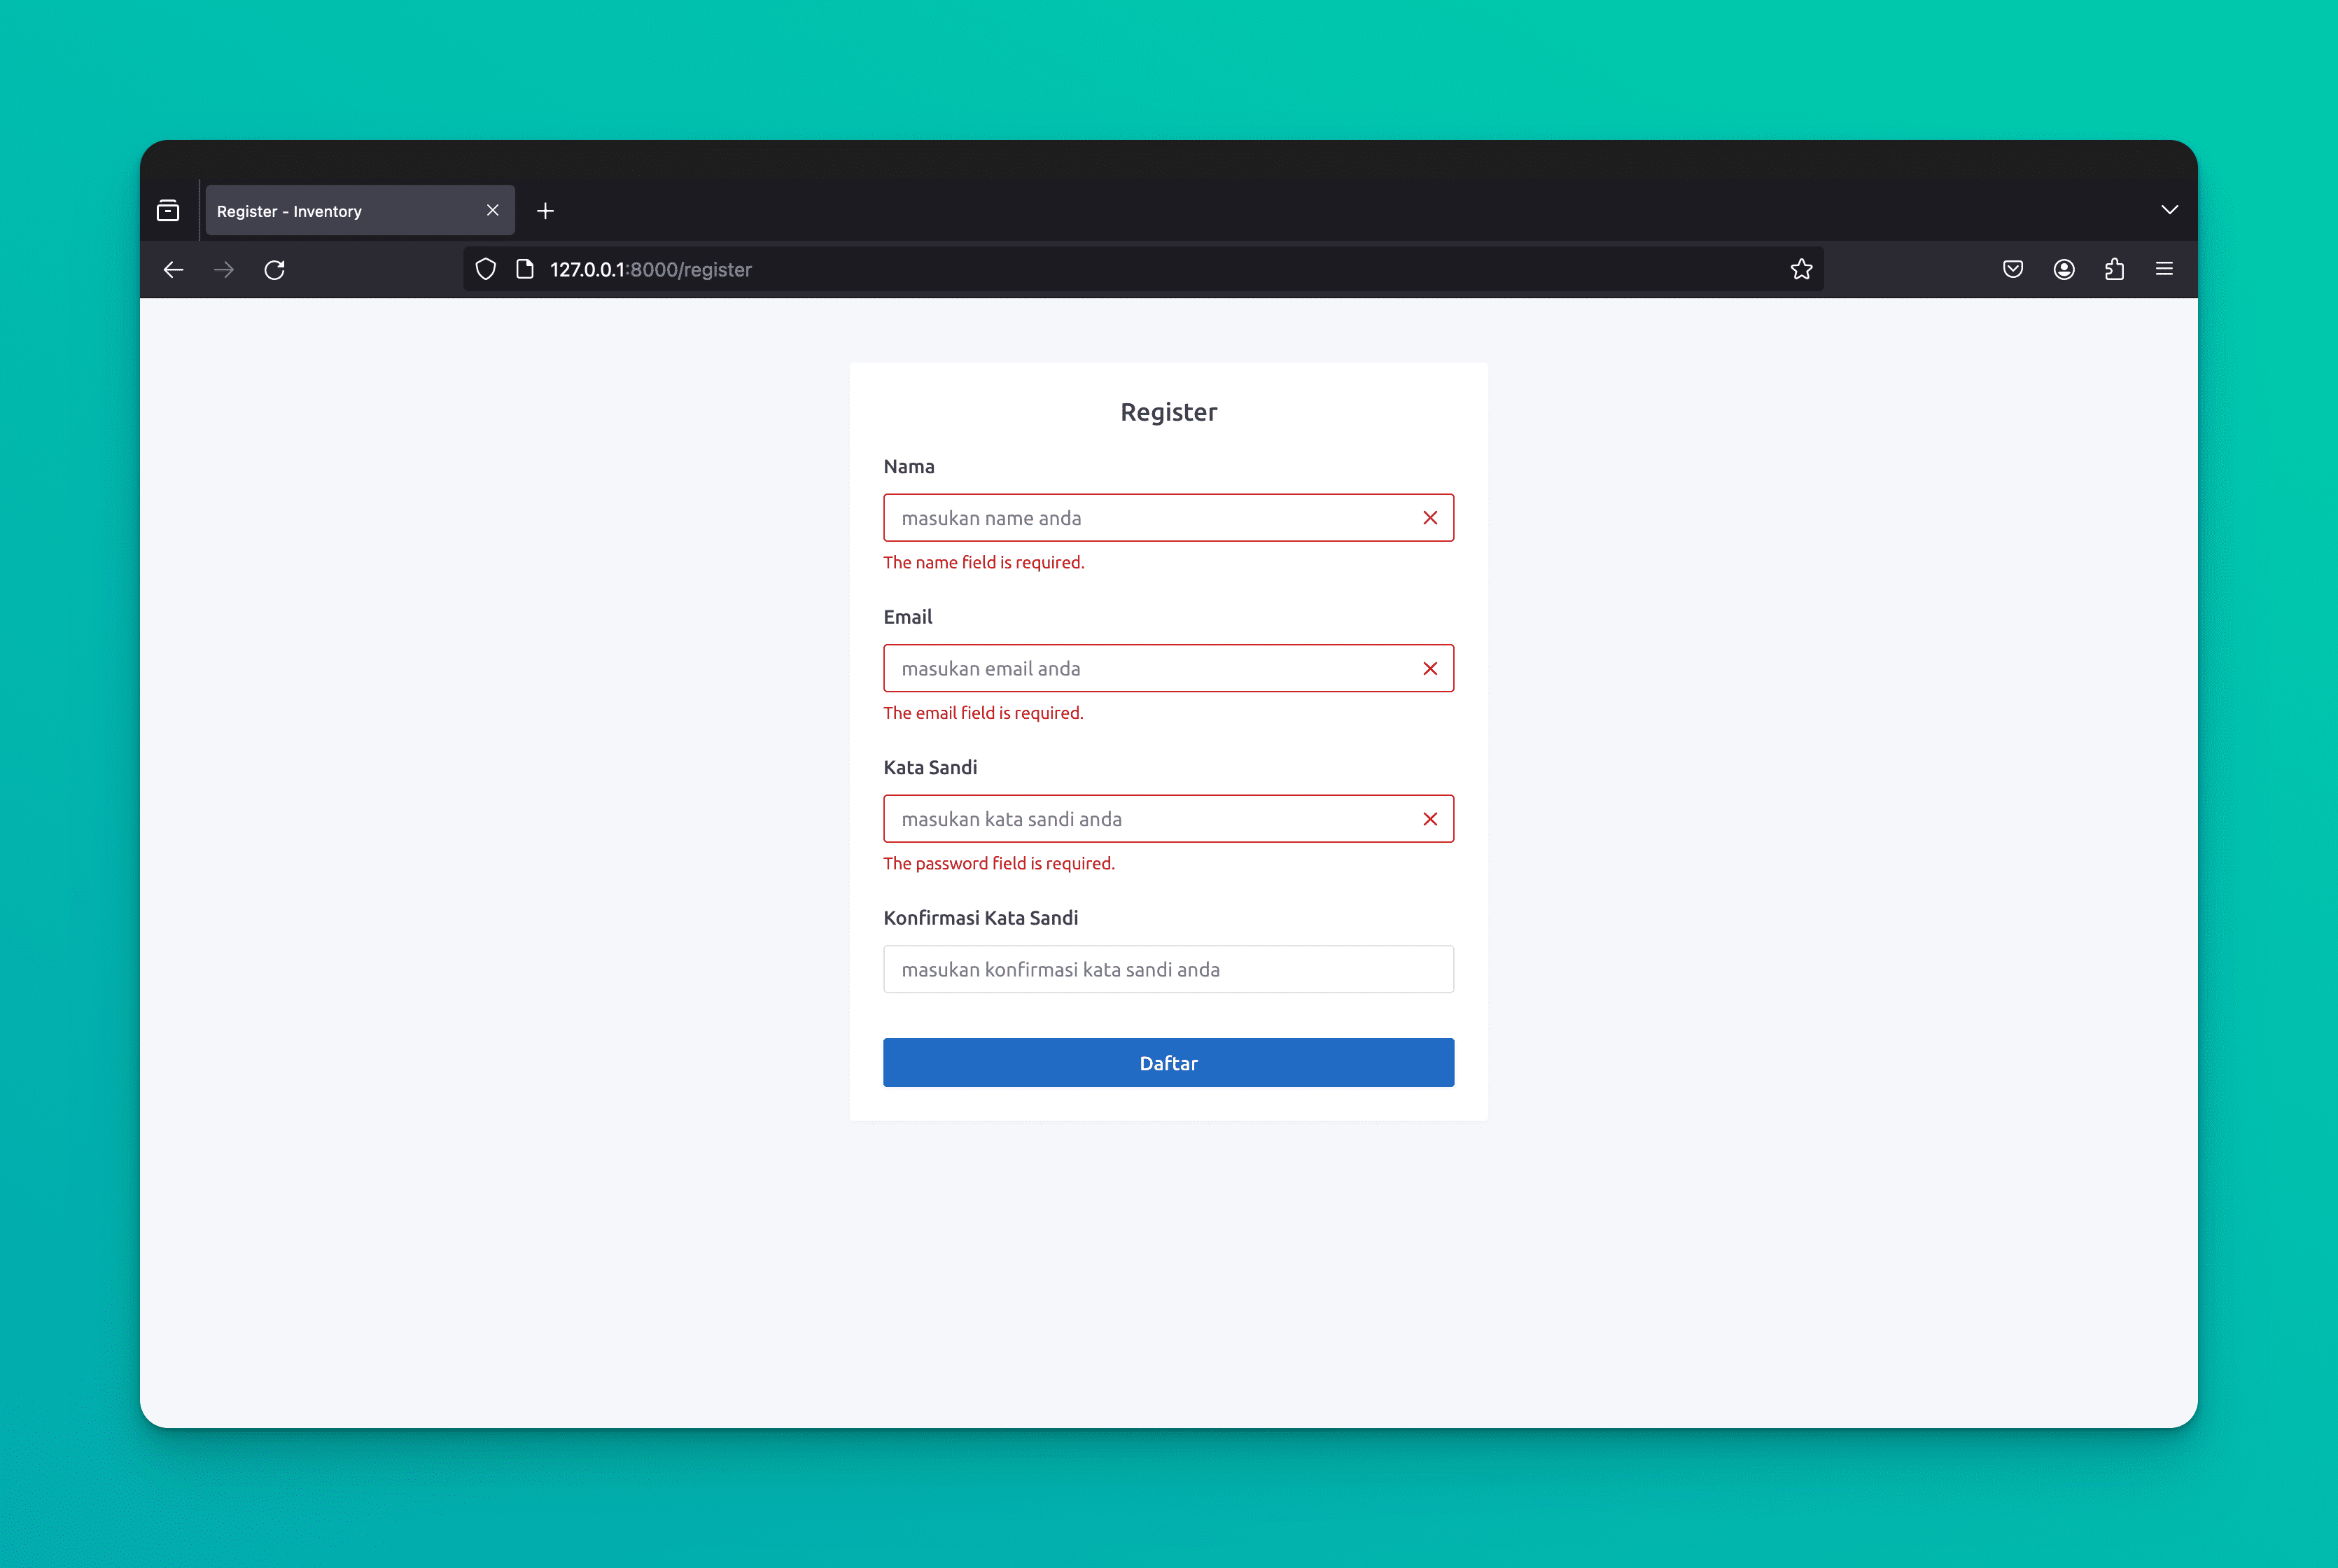 Register - Inventory
127.0.0.1:8000/register
Register
Nama
masukan name anda
The name field is required.
Email
masukan email anda
The email field is required.
Kata Sandi
masukan kata sandi anda
The password field is required.
Konfirmasi Kata Sandi
masukan konfirmasi kata sandi anda
Daftar